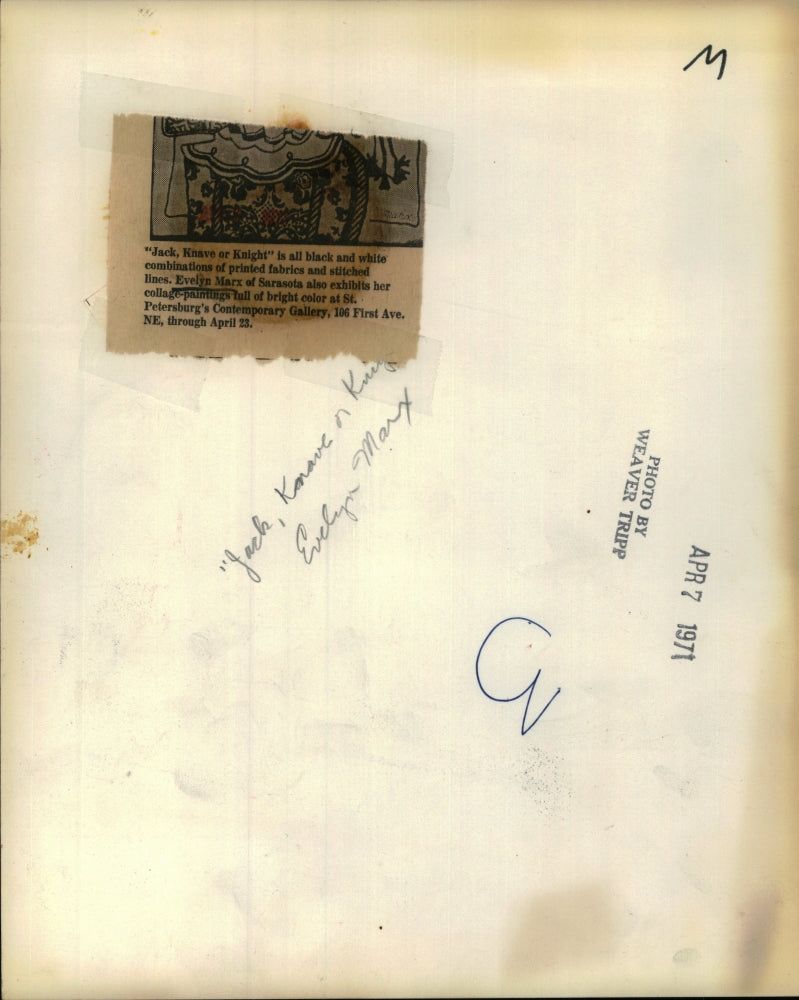 M
"Jack, Knave or Knight" is all black and white
combinations of printed fabrics and stitched
lines. Evelyn Marx of Sarasota also exhibits her
collage-paintings full of bright color at St.
Petersburg's Contemporary Gallery, 106 First Ave.
NE, through April 23.
"Jack, Knave or
Evelyn Marx
PHOTO BY
WEAVER TRIPP
APR 7 1971